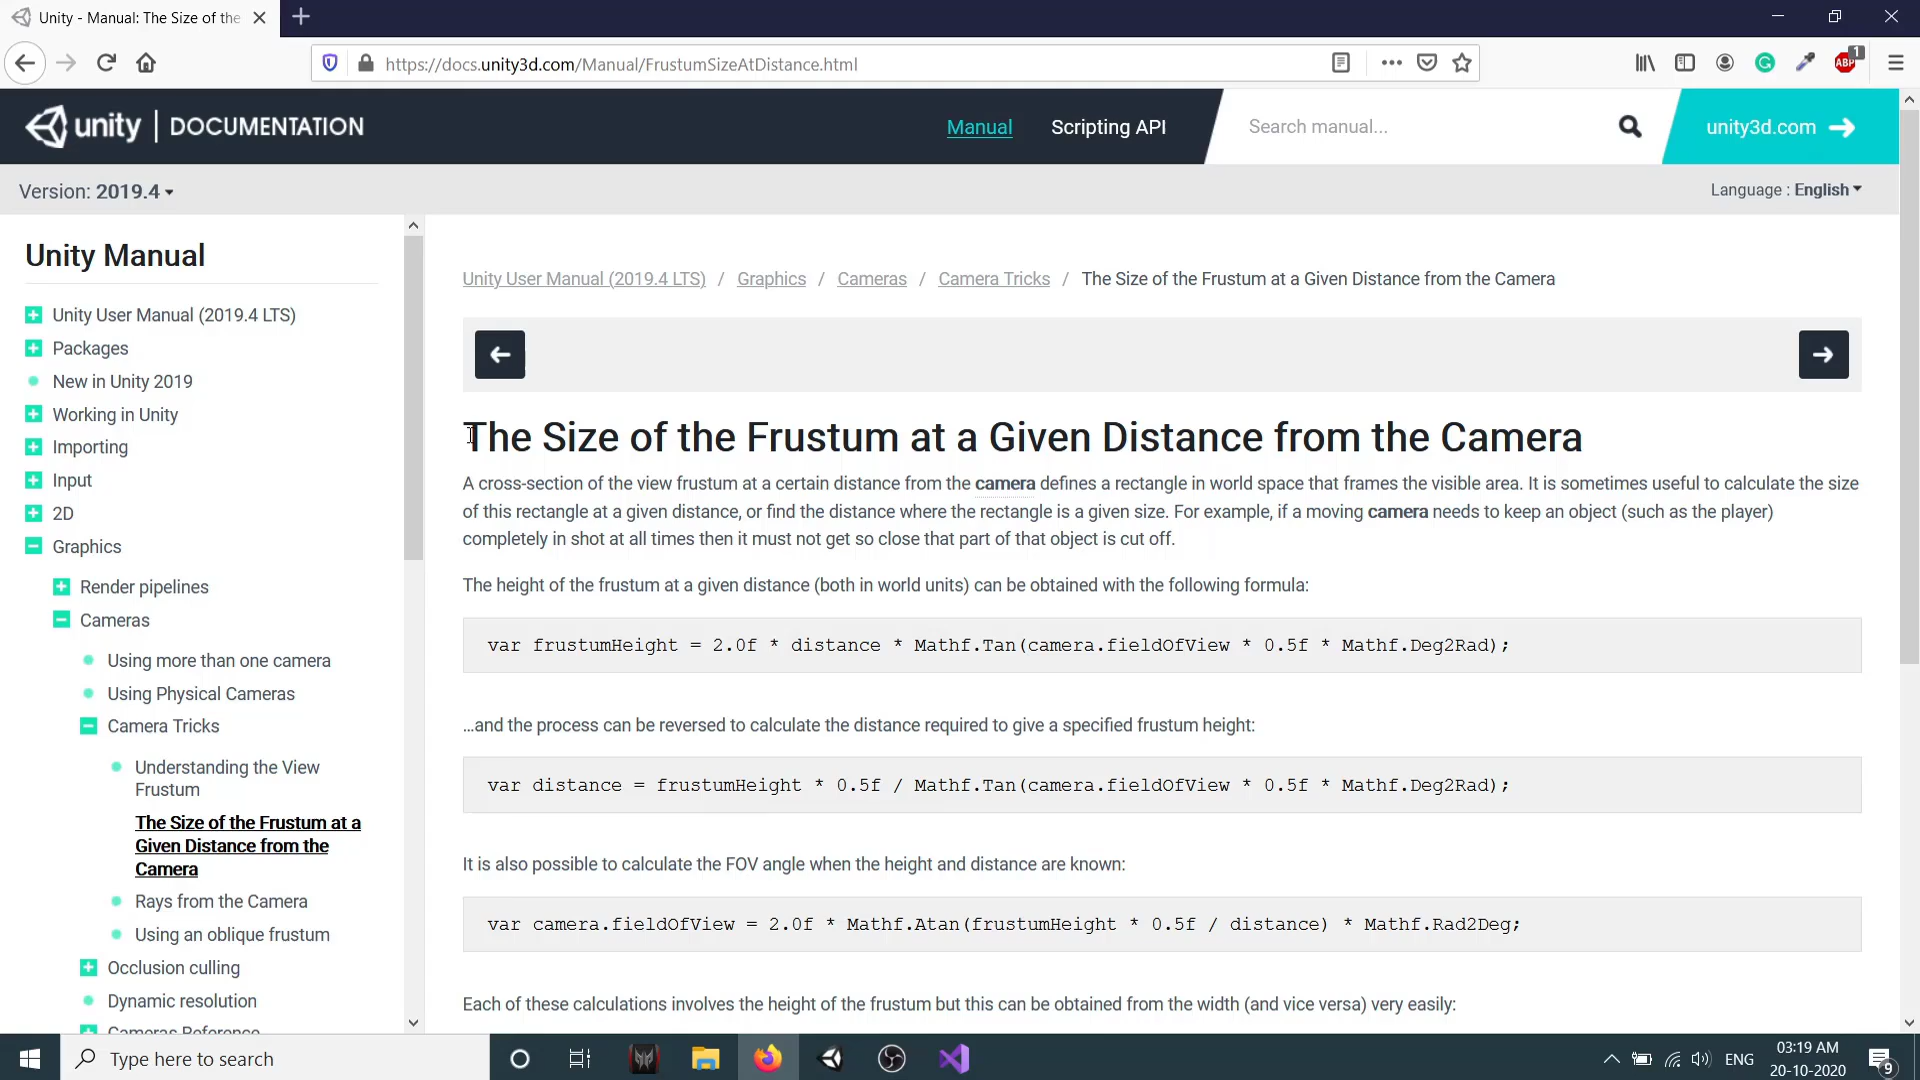 Unity - Manual: The Size of the
https://docs.unity3d.com/Manual/FrustumSizeAtDistance.html
ABP
1
unity | DOCUMENTATION
Manual
Scripting API
Search manual...
unity3d.com
Version: 2019.4
Language : English
Unity Manual
Unity User Manual (2019.4 LTS)
Packages
New in Unity 2019
Working in Unity
Importing
Input
2D
Graphics
Render pipelines
Cameras
Using more than one camera
Using Physical Cameras
Camera Tricks
Understanding the View
Frustum
The Size of the Frustum at a
Given Distance from the
Camera
Rays from the Camera
Using an oblique frustum
Occlusion culling
Dynamic resolution
Cameras Reference
Unity User Manual (2019.4 LTS) / Graphics / Cameras / Camera Tricks / The Size of the Frustum at a Given Distance from the Camera
The Size of the Frustum at a Given Distance from the Camera
A cross-section of the view frustum at a certain distance from the camera defines a rectangle in world space that frames the visible area. It is sometimes useful to calculate the size
of this rectangle at a given distance, or find the distance where the rectangle is a given size. For example, if a moving camera needs to keep an object (such as the player)
completely in shot at all times then it must not get so close that part of that object is cut off.
The height of the frustum at a given distance (both in world units) can be obtained with the following formula:
var frustumHeight = 2.0f * distance * Mathf.Tan(camera.fieldOfView * 0.5f * Mathf.Deg2Rad);
…and the process can be reversed to calculate the distance required to give a specified frustum height:
var distance = frustumHeight * 0.5f / Mathf.Tan(camera.fieldOfView * 0.5f * Mathf.Deg2Rad);
It is also possible to calculate the FOV angle when the height and distance are known:
var camera.fieldOfView = 2.0f * Mathf.Atan(frustumHeight * 0.5f / distance) * Mathf.Rad2Deg;
Each of these calculations involves the height of the frustum but this can be obtained from the width (and vice versa) very easily:
Type here to search
ENG
03:19 AM
20-10-2020
9